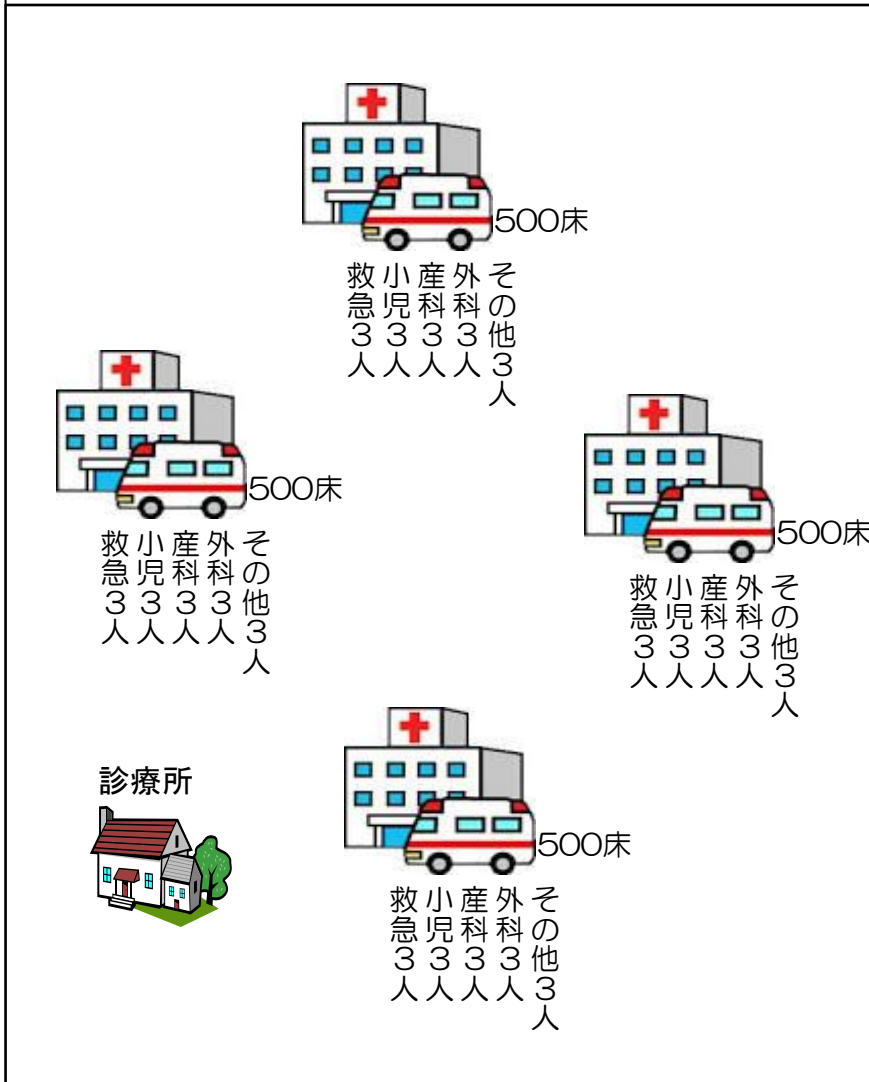 500床
救急3人
小児3人
産科3人
外科3人
その他3人
500床
救急3人
小児3人
産科3人
外科3人
その他3人
500床
救急3人
小児3人
産科3人
外科3人
その他3人
診療所
500床
救急3人
小児3人
産科3人
外科3人
その他3人